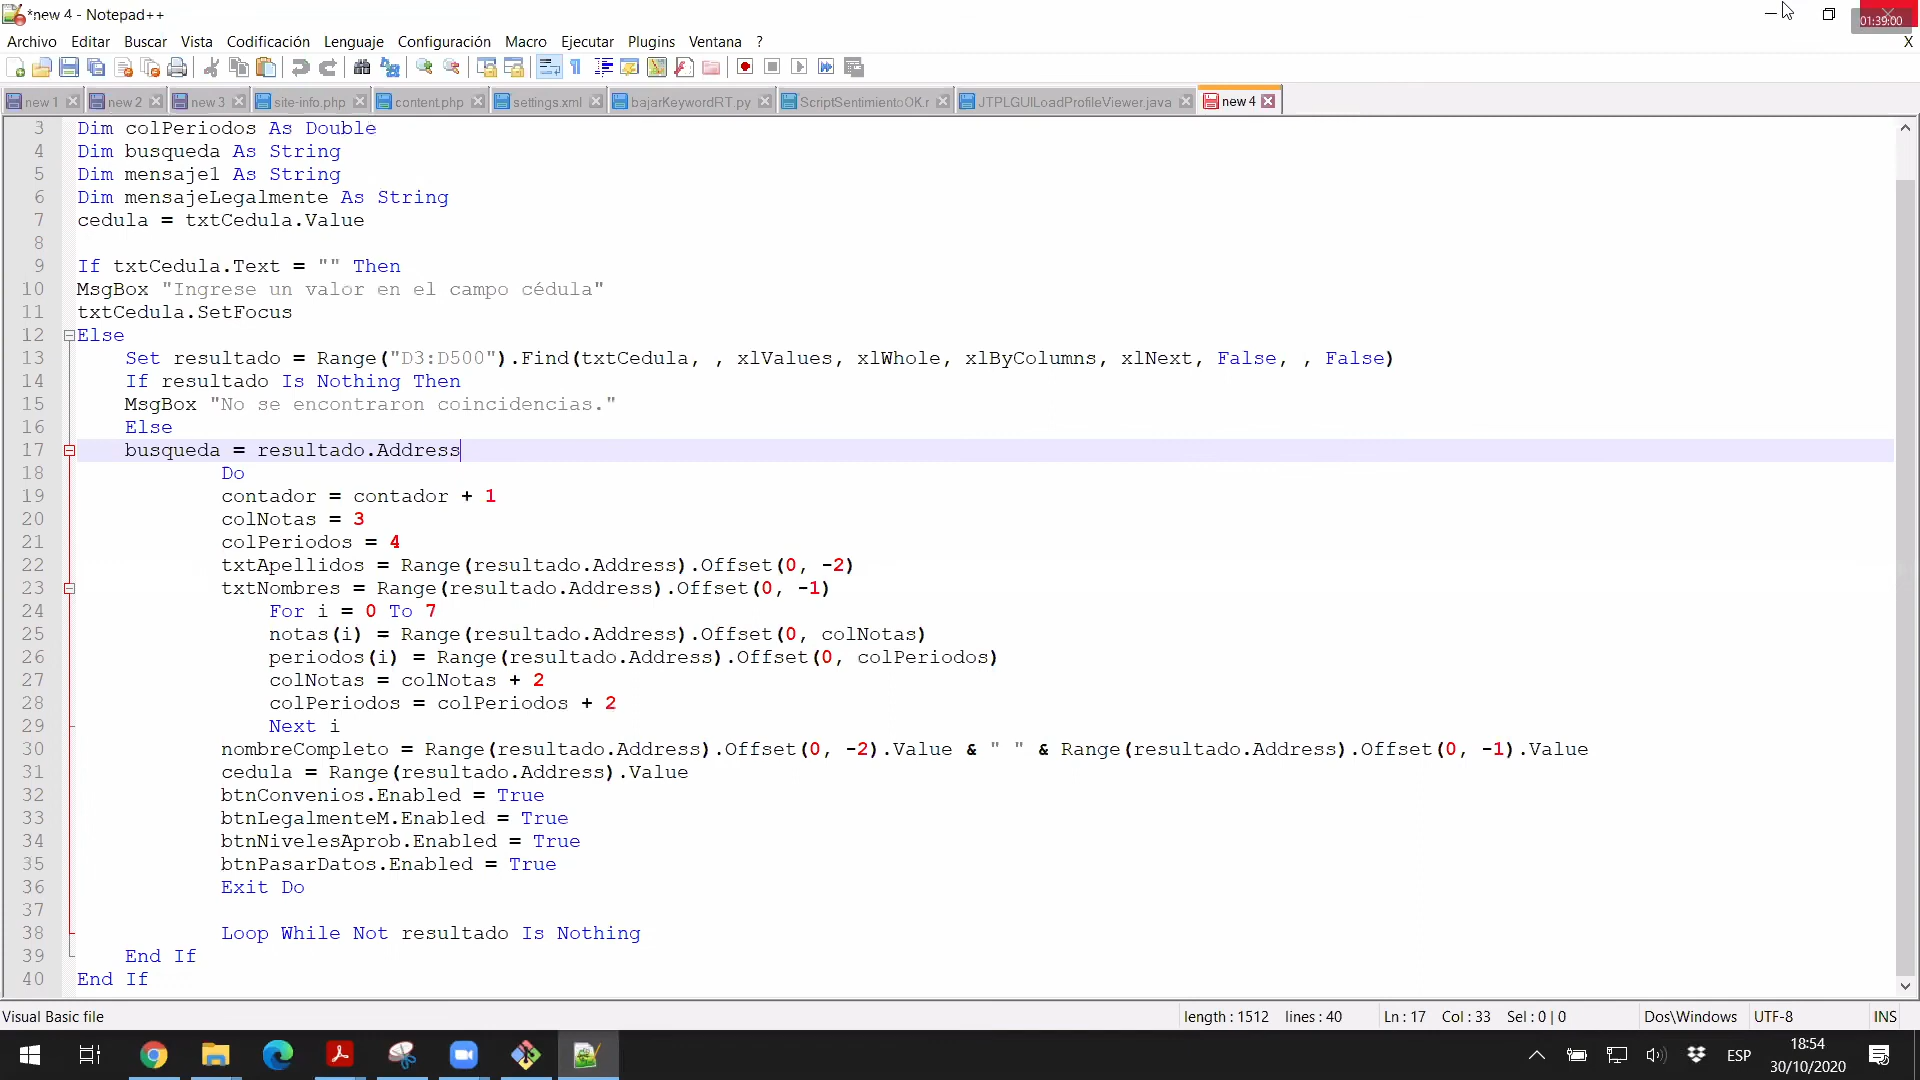 *new 4 - Notepad++
01:39:00
Archivo Editar Buscar Vista Codificación Lenguaje Configuración Macro Ejecutar Plugins Ventana ? X
new 1 new 2 new 3 site-info.php content.php settings.xml bajarKeywordRT.py ScriptSentimientoOK.r JTPLGUILoadProfileViewer.java new 4
3 Dim colPeriodos As Double
4 Dim busqueda As String
5 Dim mensaje1 As String
6 Dim mensajeLegalmente As String
7 cedula = txtCedula.Value
8
9 If txtCedula.Text = "" Then
10 MsgBox "Ingrese un valor en el campo cédula"
11 txtCedula.SetFocus
12 Else
13 Set resultado = Range("D3:D500").Find(txtCedula, , xlValues, xlWhole, xlByColumns, xlNext, False, , False)
14 If resultado Is Nothing Then
15 MsgBox "No se encontraron coincidencias."
16 Else
17 busqueda = resultado.Address
18 Do
19 contador = contador + 1
20 colNotas = 3
21 colPeriodos = 4
22 txtApellidos = Range(resultado.Address).Offset(0, -2)
23 txtNombres = Range(resultado.Address).Offset(0, -1)
24 For i = 0 To 7
25 notas(i) = Range(resultado.Address).Offset(0, colNotas)
26 periodos(i) = Range(resultado.Address).Offset(0, colPeriodos)
27 colNotas = colNotas + 2
28 colPeriodos = colPeriodos + 2
29 Next i
30 nombreCompleto = Range(resultado.Address).Offset(0, -2).Value & " " & Range(resultado.Address).Offset(0, -1).Value
31 cedula = Range(resultado.Address).Value
32 btnConvenios.Enabled = True
33 btnLegalmenteM.Enabled = True
34 btnNivelesAprob.Enabled = True
35 btnPasarDatos.Enabled = True
36 Exit Do
37
38 Loop While Not resultado Is Nothing
39 End If
40 End If
Visual Basic file length : 1512 lines : 40 Ln : 17 Col : 33 Sel : 0 | 0 Dos\Windows UTF-8 INS
ESP 18:54
30/10/2020